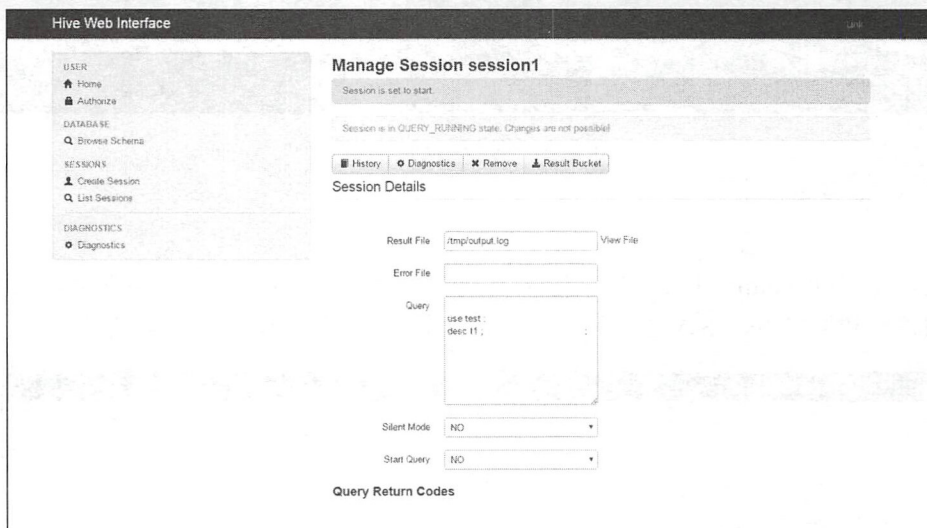 Hive Web Interface
Link
USER
Home
Authorize
DATABASE
Browse Schema
SESSIONS
Create Session
List Sessions
DIAGNOSTICS
Diagnostics
Manage Session session1
Session is set to start.
Session is in QUERY_RUNNING state. Changes are not possible!
History Diagnostics Remove Result Bucket
Session Details
Result File /tmp/output.log View File
Error File
Query
use test ;
desc t1 ; ;
Silent Mode NO
Start Query NO
Query Return Codes